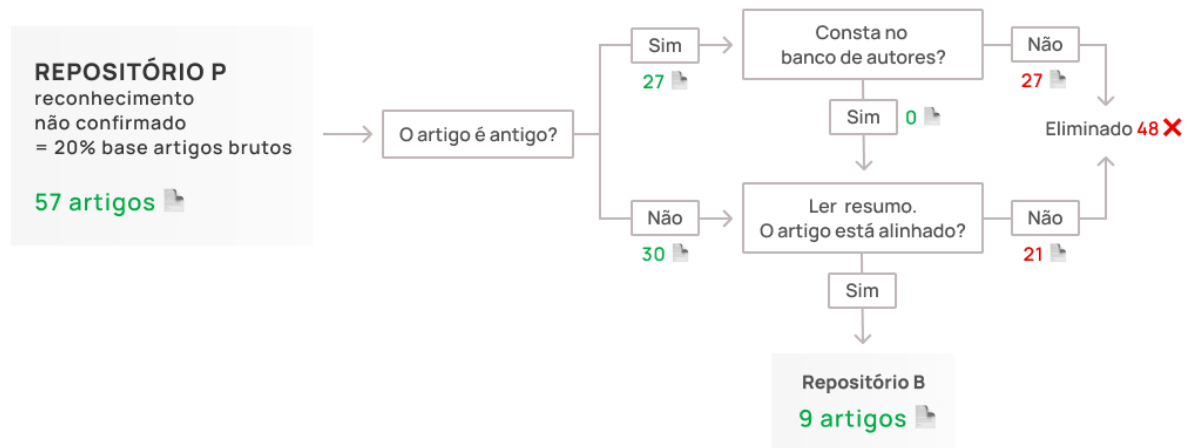 REPOSITÓRIO P
reconhecimento
não confirmado
= 20% base artigos brutos
57 artigos
O artigo é antigo?
Sim
27
Consta no
banco de autores?
Não
27
Sim
0
Eliminado 48
Não
30
Ler resumo.
O artigo está alinhado?
Não
21
Sim
Repositório B
9 artigos